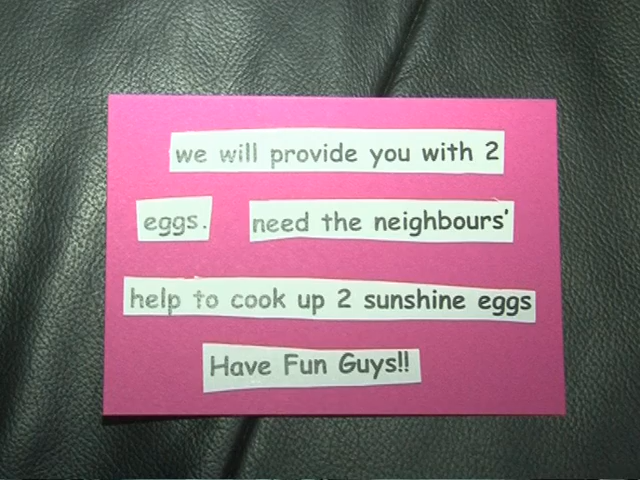 we will provide you with 2
eggs. need the neighbours'
help to cook up 2 sunshine eggs
Have Fun Guys!!